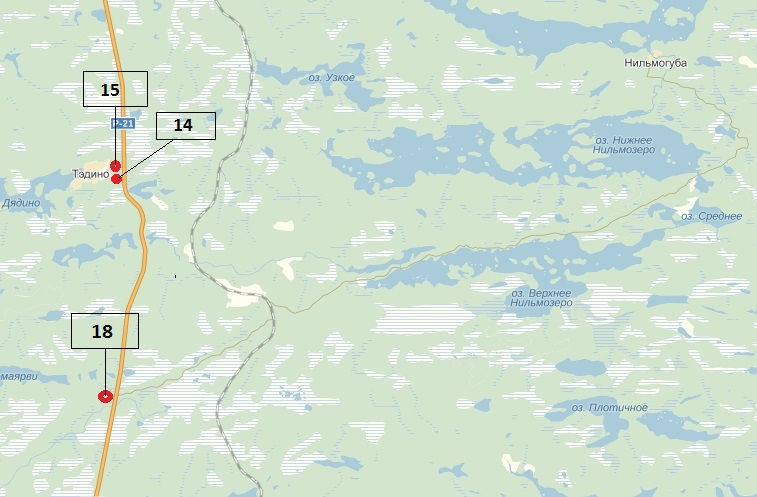 Нильмогуба
оз. Узкое
15
14
Р-21
оз. Нижнее
Нильмозеро
Тэдино
Дядино
оз. Среднее
оз. Верхнее
Нильмозеро
18
маярви
оз. Плотичное